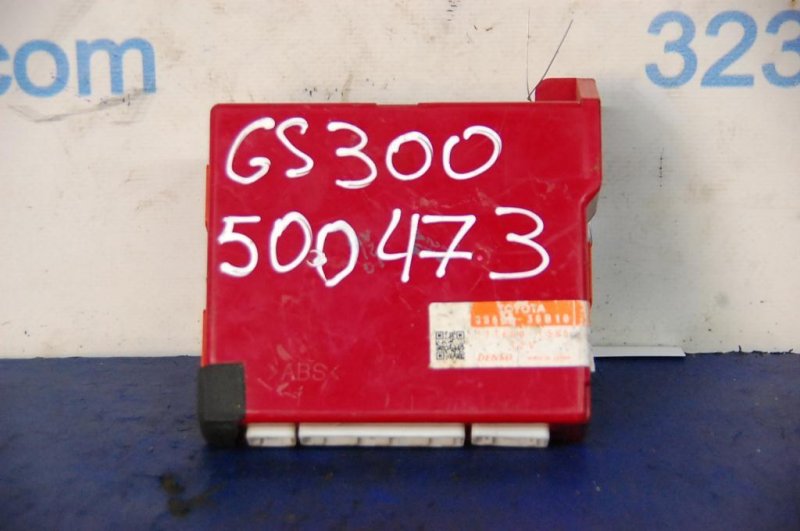 com
323
GS300
500473
TOYOTA
DENSO
>ABS<